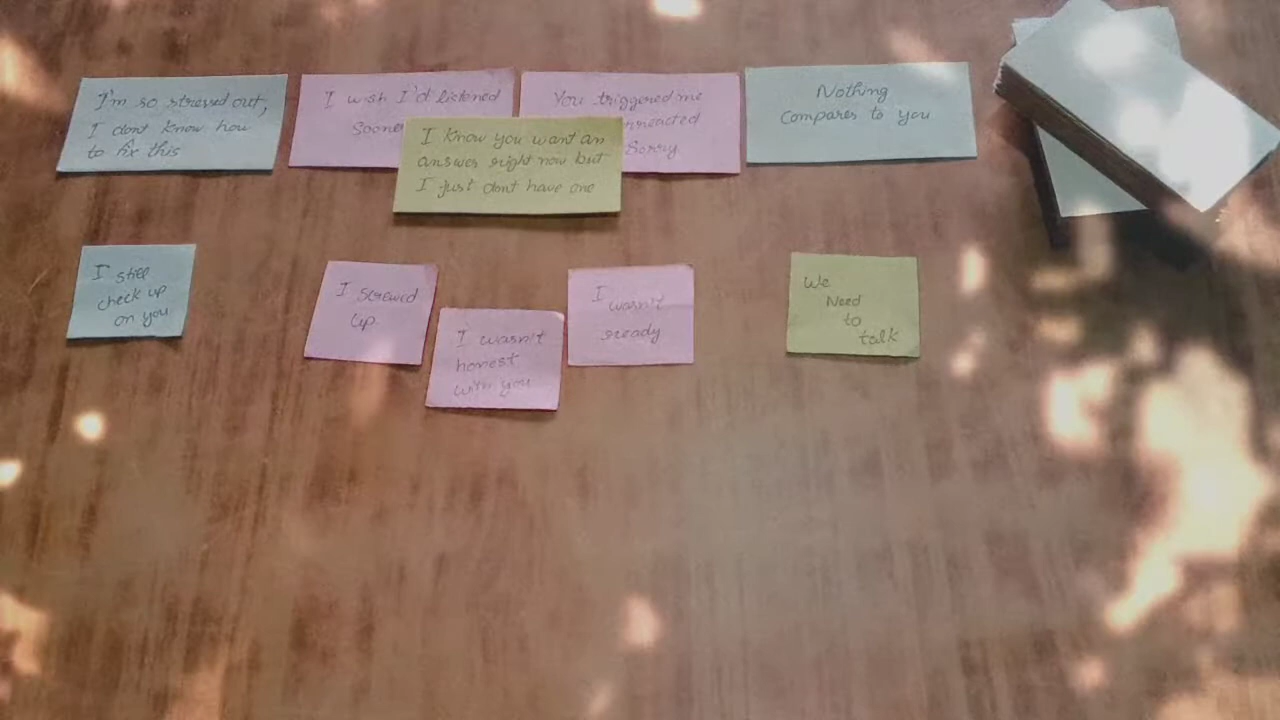 I'm so stressed out,
I don't know how
to fix this
I wish I'd listened
Sooner
You triggered me
Sorry
Nothing
Compares to you
I know you want an
answer right now but
I just don't have one
I still
check up
on you
I screwed
Up
I wasn't
honest
with you
I
wasn't
ready
We
Need
to
talk